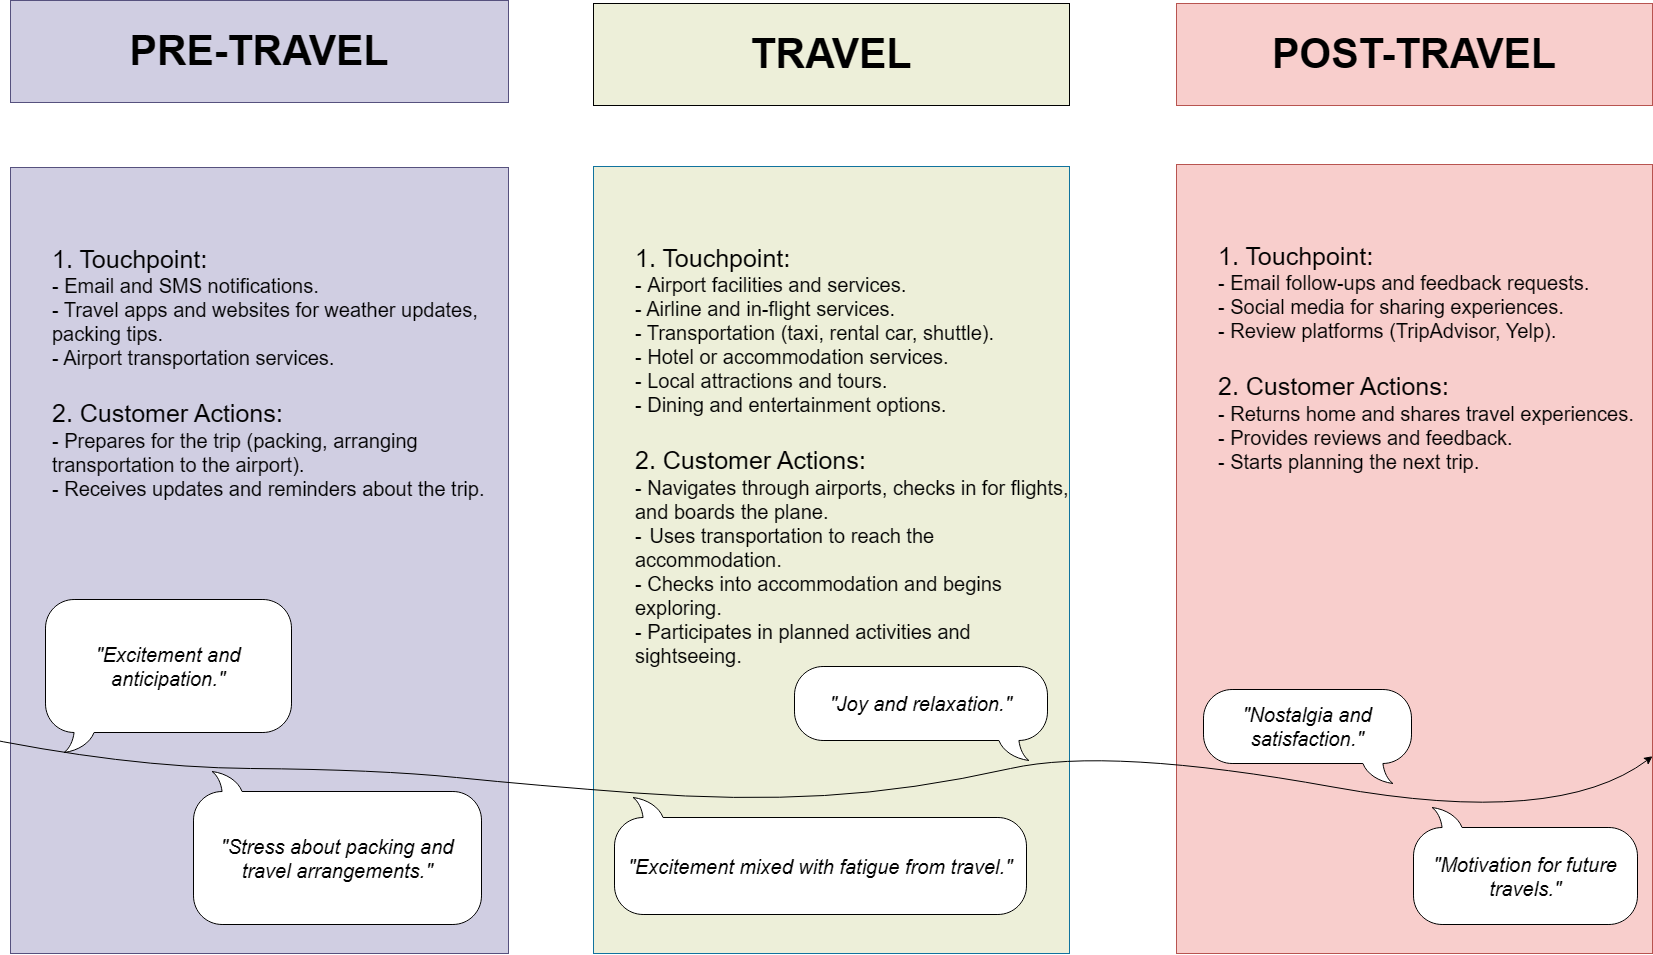 PRE-TRAVEL
TRAVEL
POST-TRAVEL
1. Touchpoint:
- Email and SMS notifications.
- Travel apps and websites for weather updates,
packing tips.
- Airport transportation services.
2. Customer Actions:
- Prepares for the trip (packing, arranging
transportation to the airport).
- Receives updates and reminders about the trip.
"Excitement and
anticipation."
"Stress about packing and
travel arrangements."
1. Touchpoint:
- Airport facilities and services.
- Airline and in-flight services.
- Transportation (taxi, rental car, shuttle).
- Hotel or accommodation services.
- Local attractions and tours.
- Dining and entertainment options.
2. Customer Actions:
- Navigates through airports, checks in for flights,
and boards the plane.
- Uses transportation to reach the
accommodation.
- Checks into accommodation and begins
exploring.
- Participates in planned activities and
sightseeing.
"Joy and relaxation."
"Excitement mixed with fatigue from travel."
1. Touchpoint:
- Email follow-ups and feedback requests.
- Social media for sharing experiences.
- Review platforms (TripAdvisor, Yelp).
2. Customer Actions:
- Returns home and shares travel experiences.
- Provides reviews and feedback.
- Starts planning the next trip.
"Nostalgia and
satisfaction."
"Motivation for future
travels."